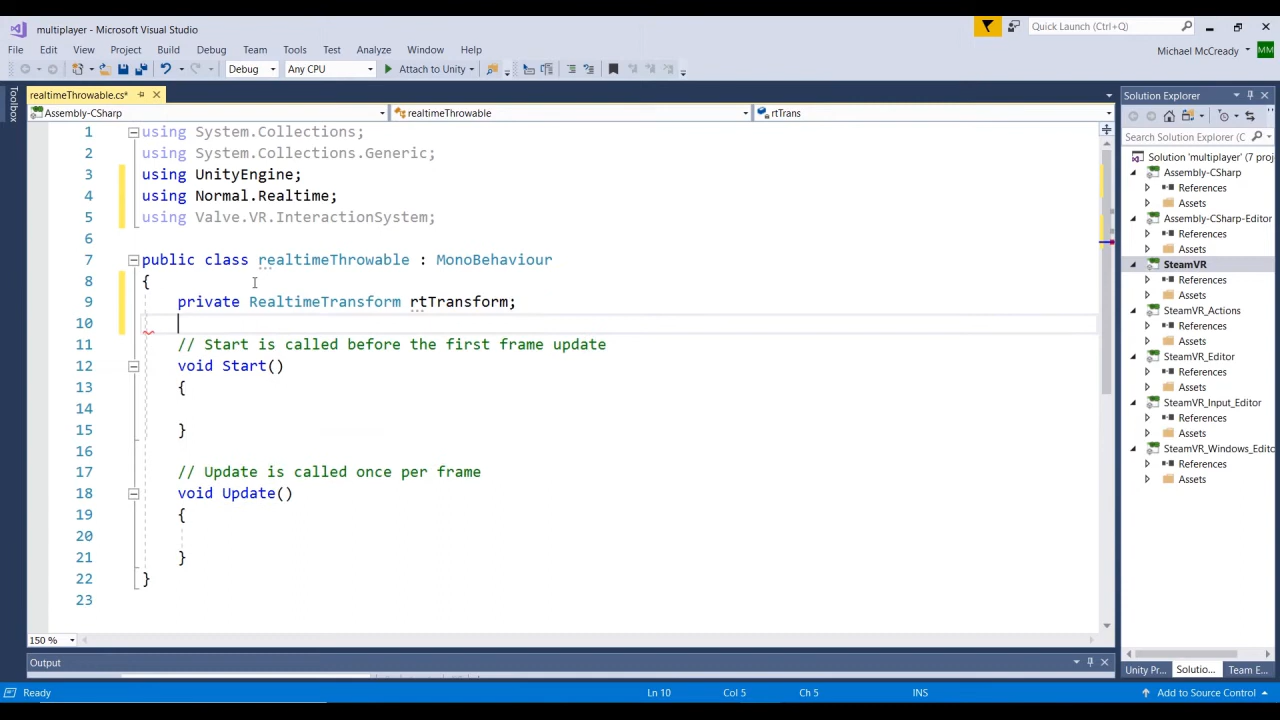 multiplayer - Microsoft Visual Studio
Quick Launch (Ctrl+Q)
File Edit View Project Build Debug Team Tools Test Analyze Window Help
Michael McCready MM
Debug Any CPU Attach to Unity
Toolbox
realtimeThrowable.cs*
Assembly-CSharp realtimeThrowable rtTrans
1 using System.Collections;
2 using System.Collections.Generic;
3 using UnityEngine;
4 using Normal.Realtime;
5 using Valve.VR.InteractionSystem;
6
7 public class realtimeThrowable : MonoBehaviour
8 {
9 private RealtimeTransform rtTransform;
10
11 // Start is called before the first frame update
12 void Start()
13 {
14
15 }
16
17 // Update is called once per frame
18 void Update()
19 {
20
21 }
22 }
23
150 %
Output
Solution Explorer
Search Solution Explorer (C
Solution 'multiplayer' (7 proj
Assembly-CSharp
References
Assets
Assembly-CSharp-Editor
References
Assets
SteamVR
References
Assets
SteamVR_Actions
References
Assets
SteamVR_Editor
References
Assets
SteamVR_Input_Editor
References
Assets
SteamVR_Windows_Edito
References
Assets
Unity Pr... Solutio... Team E...
Ready Ln 10 Col 5 Ch 5 INS Add to Source Control